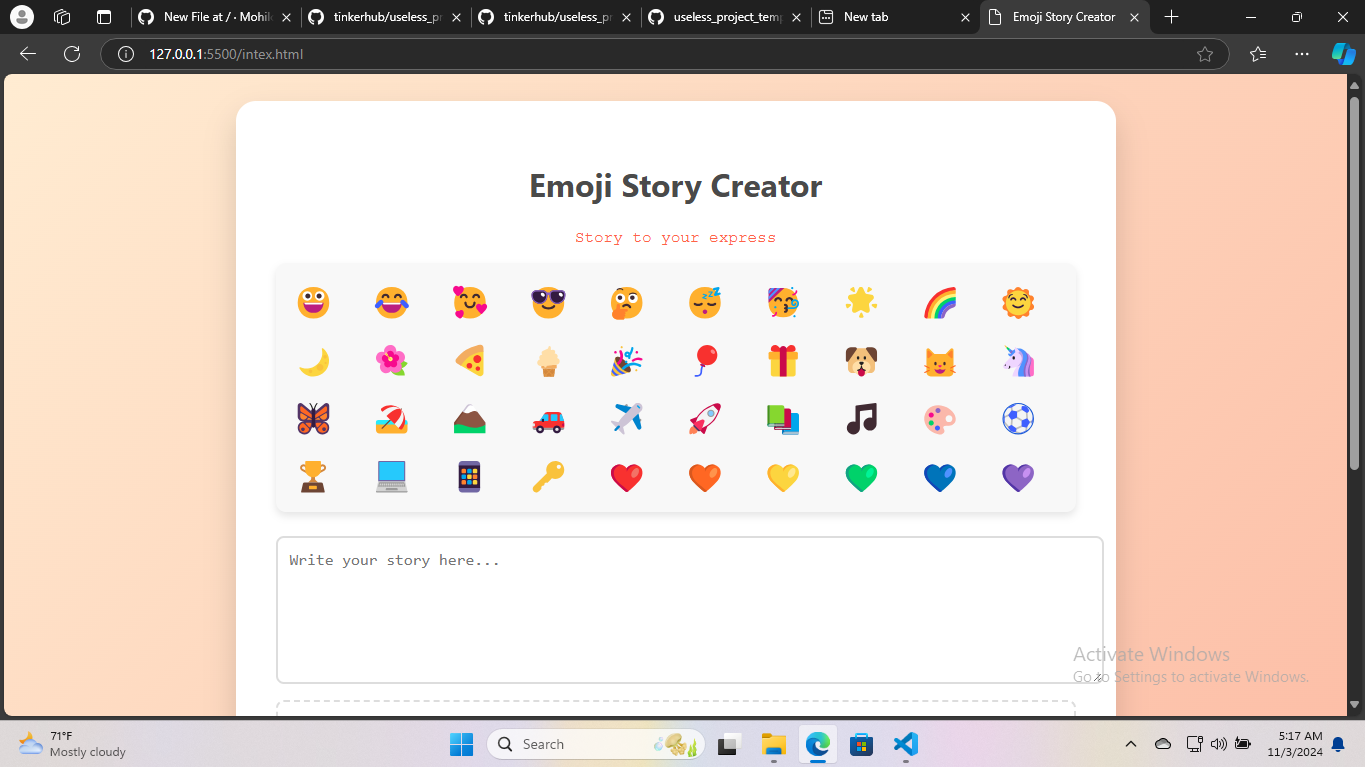 New File at / · Mohik
tinkerhub/useless_pr
tinkerhub/useless_pr
useless_project_temp
New tab
Emoji Story Creator
127.0.0.1:5500/intex.html
Emoji Story Creator
Story to your express
Write your story here...
Activate Windows
Go to Settings to activate Windows.
71°F
Mostly cloudy
Search
5:17 AM
11/3/2024